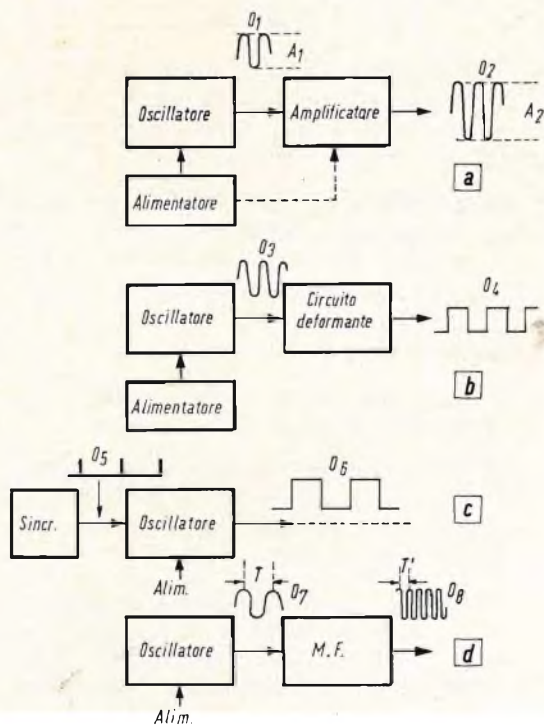 O1
A1
Oscillatore
Amplificatore
O2
A2
Alimentatore
a
O3
Oscillatore
Circuito
deformante
O4
Alimentatore
b
O5
O6
Sincr.
Oscillatore
c
Alim.
T
O7
T'
O8
Oscillatore
M.F.
d
Alim.